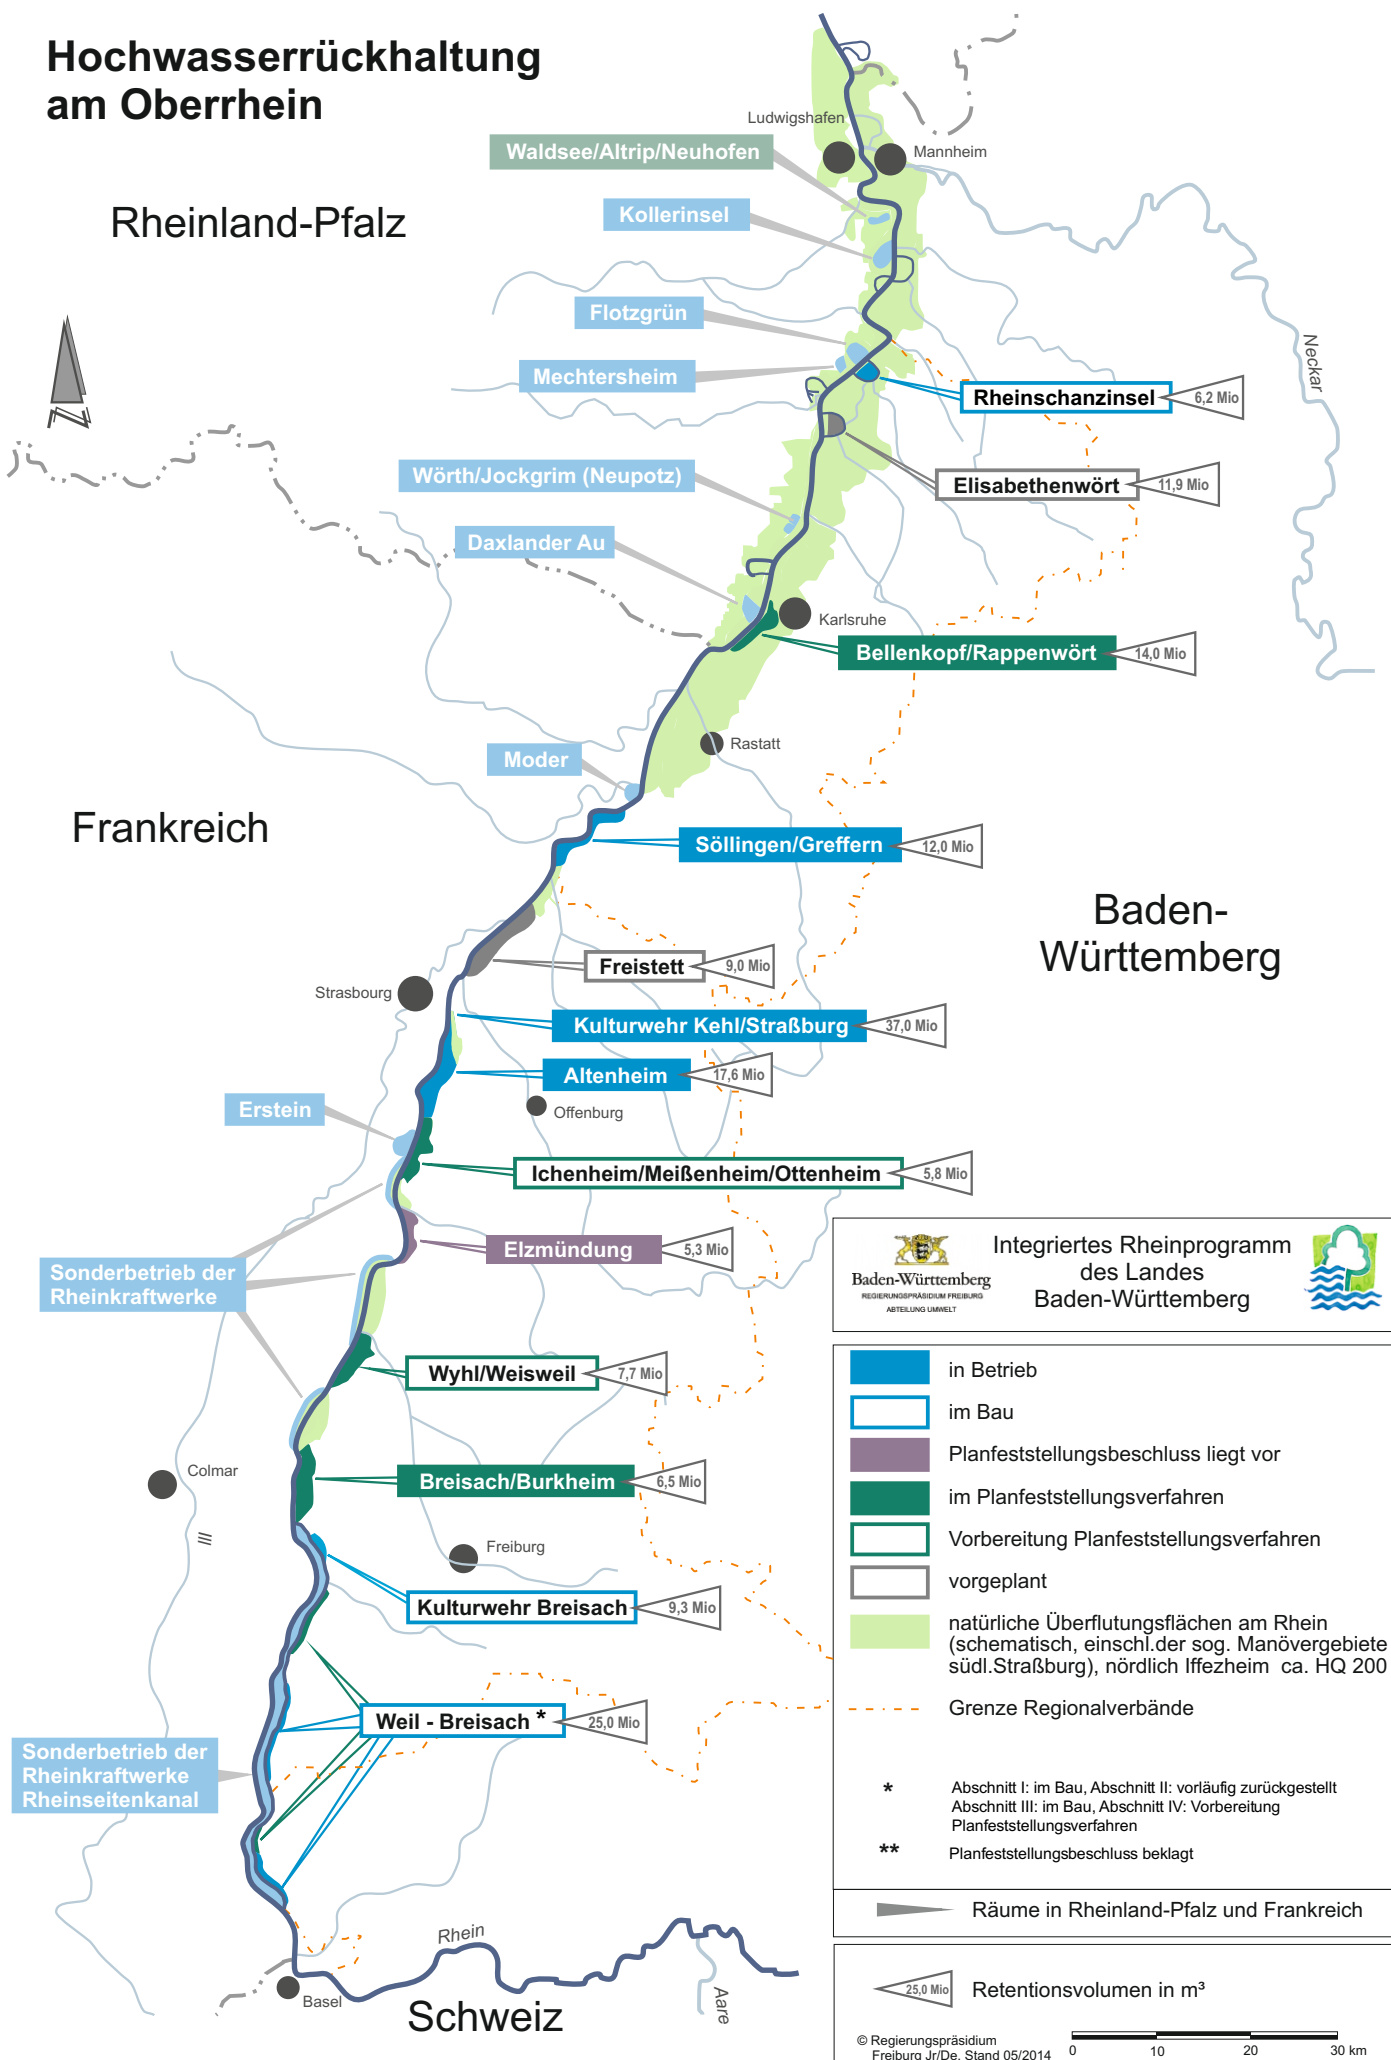 Hochwasserrückhaltung
am Oberrhein
Ludwigshafen
Mannheim
Waldsee/Altrip/Neuhofen
Rheinland-Pfalz
Kollerinsel
Flotzgrün
Neckar
Mechtersheim
Rheinschanzinsel
6,2 Mio
Wörth/Jockgrim (Neupotz)
Elisabethenwört
11,9 Mio
Daxlander Au
Karlsruhe
Bellenkopf/Rappenwört
14,0 Mio
Rastatt
Moder
Frankreich
Söllingen/Greffern
12,0 Mio
Baden-
Württemberg
Freistett
9,0 Mio
Strasbourg
Kulturwehr Kehl/Straßburg
37,0 Mio
Altenheim
17,6 Mio
Erstein
Offenburg
Ichenheim/Meißenheim/Ottenheim
5,8 Mio
Elzmündung
5,3 Mio
Sonderbetrieb der
Rheinkraftwerke
Wyhl/Weisweil
7,7 Mio
Colmar
Breisach/Burkheim
6,5 Mio
Ill
Freiburg
Kulturwehr Breisach
9,3 Mio
Weil - Breisach *
25,0 Mio
Sonderbetrieb der
Rheinkraftwerke
Rheinseitenkanal
Rhein
Basel
Schweiz
Aare
Baden-Württemberg
REGIERUNGSPRÄSIDIUM FREIBURG
ABTEILUNG UMWELT
Integriertes Rheinprogramm
des Landes
Baden-Württemberg
in Betrieb
im Bau
Planfeststellungsbeschluss liegt vor
im Planfeststellungsverfahren
Vorbereitung Planfeststellungsverfahren
vorgeplant
natürliche Überflutungsflächen am Rhein
(schematisch, einschl.der sog. Manövergebiete
südl.Straßburg), nördlich Iffezheim ca. HQ 200
Grenze Regionalverbände
* Abschnitt I: im Bau, Abschnitt II: vorläufig zurückgestellt
Abschnitt III: im Bau, Abschnitt IV: Vorbereitung
Planfeststellungsverfahren
** Planfeststellungsbeschluss beklagt
Räume in Rheinland-Pfalz und Frankreich
25,0 Mio Retentionsvolumen in m³
© Regierungspräsidium
Freiburg Jr/De, Stand 05/2014
0 10 20 30 km